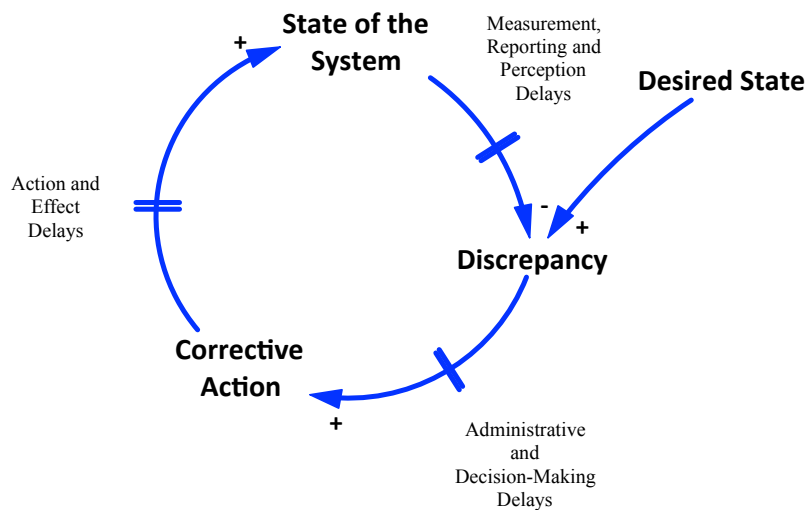 State of the
System
+
Measurement,
Reporting and
Perception
Delays
Desired State
Action and
Effect
Delays
-
+
Discrepancy
Corrective
Action
+
Administrative
and
Decision-Making
Delays